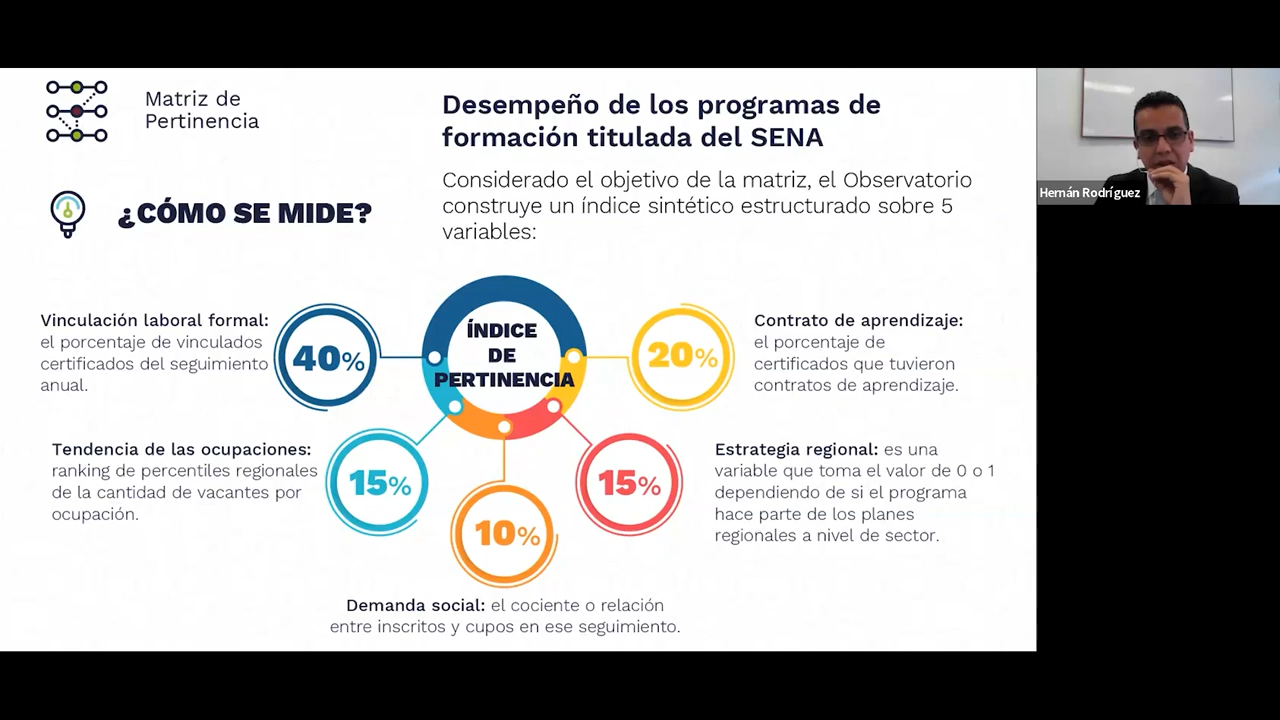 Matriz de
Pertinencia
¿CÓMO SE MIDE?
Desempeño de los programas de
formación titulada del SENA
Considerado el objetivo de la matriz, el Observatorio
construye un índice sintético estructurado sobre 5
variables:
Hernán Rodríguez
Vinculación laboral formal:
el porcentaje de vinculados
certificados del seguimiento
anual.
40%
ÍNDICE
DE
PERTINENCIA
20%
Contrato de aprendizaje:
el porcentaje de
certificados que tuvieron
contratos de aprendizaje.
Tendencia de las ocupaciones:
ranking de percentiles regionales
de la cantidad de vacantes por
ocupación.
15%
10%
15%
Estrategia regional: es una
variable que toma el valor de 0 o 1
dependiendo de si el programa
hace parte de los planes
regionales a nivel de sector.
Demanda social: el cociente o relación
entre inscritos y cupos en ese seguimiento.